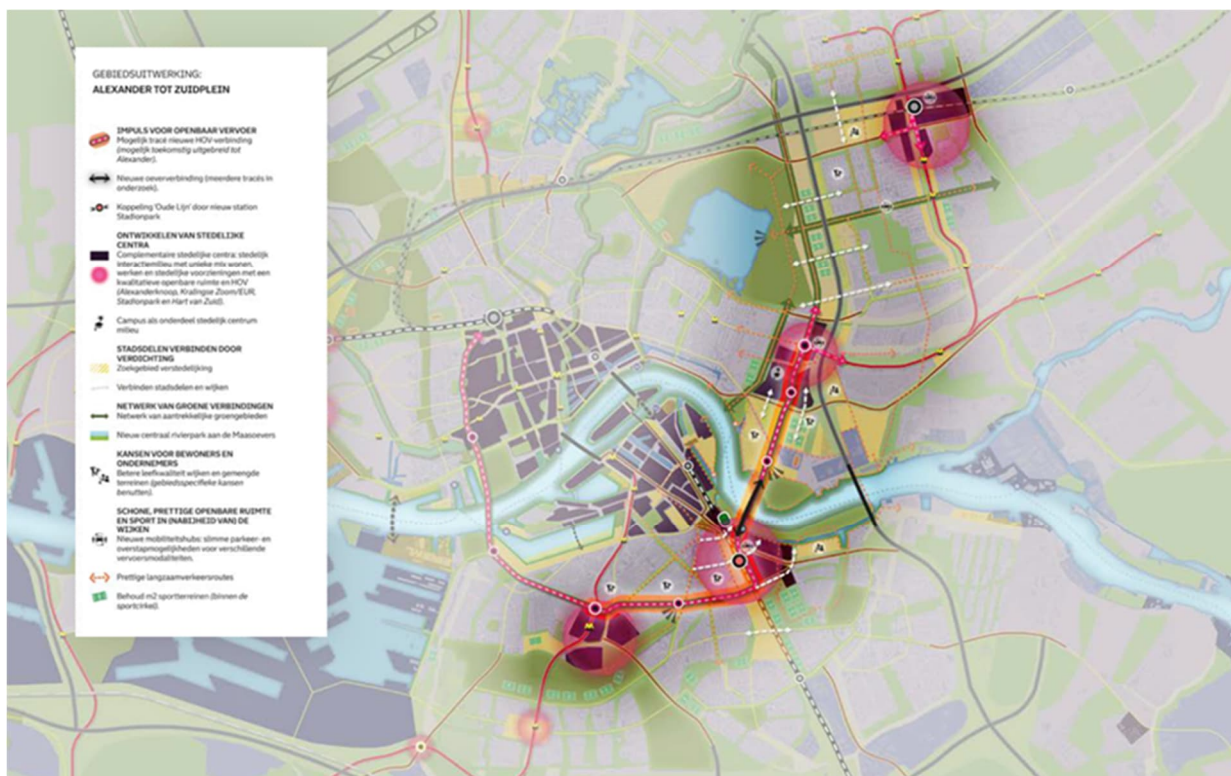 GEBIEDSUITWERKING:
ALEXANDER TOT ZUIDPLEIN
IMPULS VOOR OPENBAAR VERVOER
Mogelijk tracé nieuwe HOV-verbinding
(mogelijk toekomstig uitgebreid tot
Alexander).
Nieuwe oeververbinding (meerdere tracés in
onderzoek).
Koppeling 'Oude Lijn' door nieuw station
Stadionpark
ONTWIKKELEN VAN STEDELIJKE
CENTRA
Complementaire stedelijke centra: stedelijk
interactiemilieu met unieke mix wonen,
werken en stedelijke voorzieningen met een
kwalitatieve openbare ruimte en HOV
(Alexanderknoop, Kralingse Zoom/EUR,
Stadionpark en Hart van Zuid).
Campus als onderdeel stedelijk centrum
milieu
STADSDELEN VERBINDEN DOOR
VERDICHTING
Zoekgebied verstedelijking
Verbinden stadsdelen en wijken
NETWERK VAN GROENE VERBINDINGEN
Netwerk van aantrekkelijke groengebieden
Nieuw centraal rivierpark aan de Maasoevers
KANSEN VOOR BEWONERS EN
ONDERNEMERS
Betere leefkwaliteit wijken en gemengde
terreinen (gebiedsspecifieke kansen
benutten).
SCHONE, PRETTIGE OPENBARE RUIMTE
EN SPORT IN (NABIJHEID VAN) DE
WIJKEN
Nieuwe mobiliteitshubs: slimme parkeer- en
overstapmogelijkheden voor verschillende
vervoersmodaliteiten.
Prettige langzaamverkeersroutes
Behoud m2 sportterreinen (binnen de
sportcirkel).